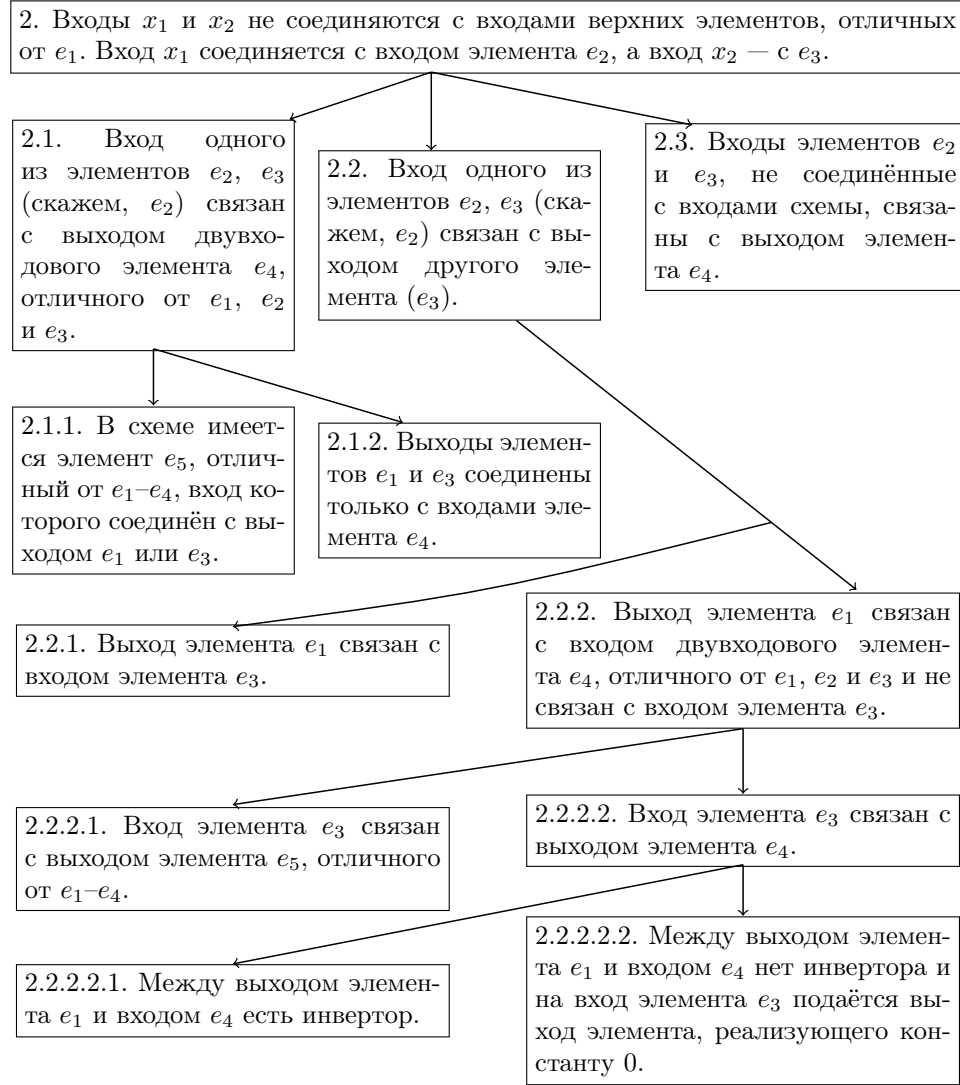 2. Входы x₁ и x₂ не соединяются с входами верхних элементов, отличных
от e₁. Вход x₁ соединяется с входом элемента e₂, а вход x₂ — с e₃.
2.1. Вход одного
из элементов e₂, e₃
(скажем, e₂) связан
с выходом двувхо-
дового элемента e₄,
отличного от e₁, e₂
и e₃.
2.2. Вход одного из
элементов e₂, e₃ (ска-
жем, e₂) связан с вы-
ходом другого эле-
мента (e₃).
2.3. Входы элементов e₂
и e₃, не соединённые
с входами схемы, связа-
ны с выходом элемен-
та e₄.
2.1.1. В схеме имеет-
ся элемент e₅, отлич-
ный от e₁–e₄, вход ко-
торого соединён с вы-
ходом e₁ или e₃.
2.1.2. Выходы элемен-
тов e₁ и e₃ соединены
только с входами эле-
мента e₄.
2.2.1. Выход элемента e₁ связан с
входом элемента e₃.
2.2.2. Выход элемента e₁ связан
с входом двувходового элемен-
та e₄, отличного от e₁, e₂ и e₃ и не
связан с входом элемента e₃.
2.2.2.1. Вход элемента e₃ связан
с выходом элемента e₅, отличного
от e₁–e₄.
2.2.2.2. Вход элемента e₃ связан с
выходом элемента e₄.
2.2.2.2.1. Между выходом элемен-
та e₁ и входом e₄ есть инвертор.
2.2.2.2.2. Между выходом элемен-
та e₁ и входом e₄ нет инвертора и
на вход элемента e₃ подаётся вы-
ход элемента, реализующего кон-
станту 0.